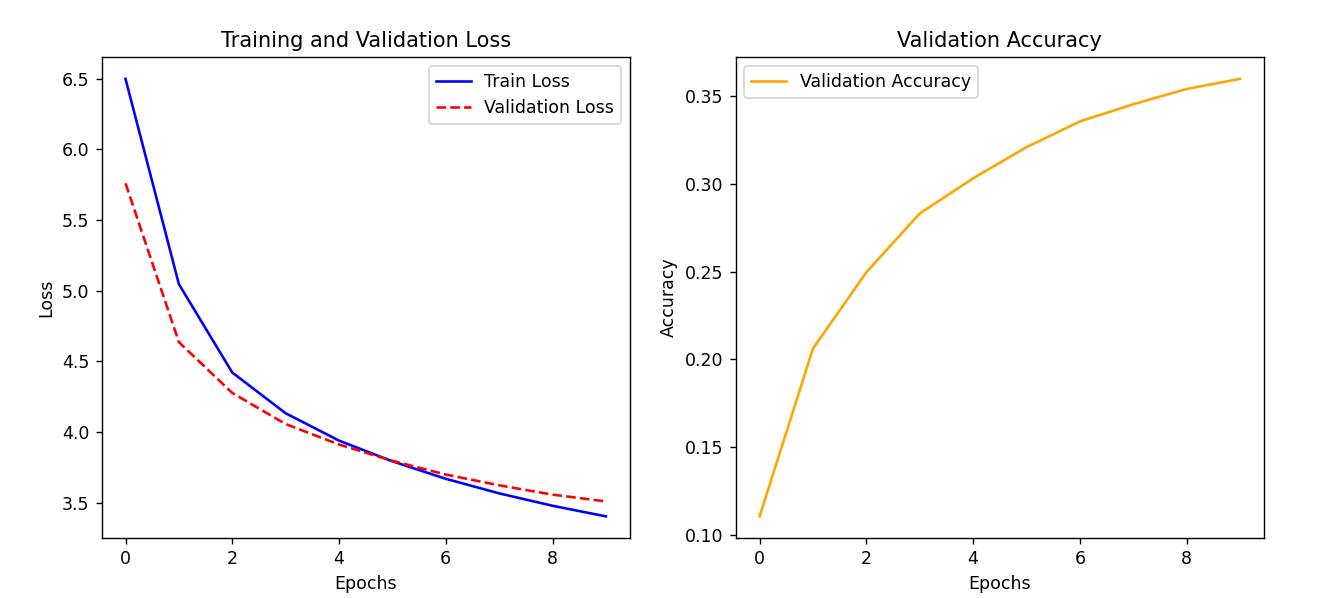 Training and Validation Loss
Train Loss
Validation Loss
6.5
6.0
5.5
5.0
4.5
4.0
3.5
Loss
0 2 4 6 8
Epochs
Validation Accuracy
Validation Accuracy
0.35
0.30
0.25
0.20
0.15
0.10
Accuracy
0 2 4 6 8
Epochs